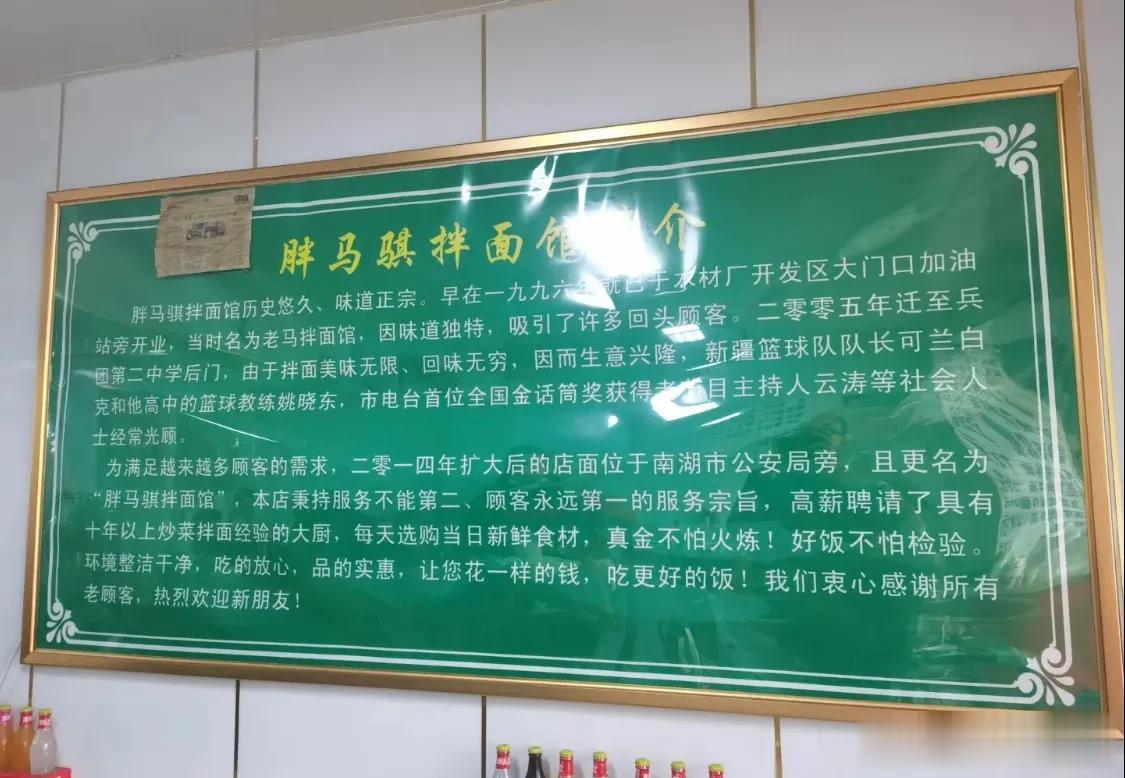 胖马骐拌面馆 介
胖马骐拌面馆历史悠久、味道正宗。早在一九九六年就已于木材厂开发区大门口加油
站旁开业，当时名为老马拌面馆，因味道独特，吸引了许多回头顾客。二零零五年迁至兵
团第二中学后门，由于拌面美味无限、回味无穷，因而生意兴隆，新疆篮球队队长可兰白
克和他高中的篮球教练姚晓东，市电台首位全国金话筒奖获得者 目主持人云涛等社会人
士经常光顾。
为满足越来越多顾客的需求，二零一四年扩大后的店面位于南湖市公安局旁，且更名为
“胖马骐拌面馆”，本店秉持服务不能第二、顾客永远第一的服务宗旨，高薪聘请了具有
十年以上炒菜拌面经验的大厨，每天选购当日新鲜食材，真金不怕火炼！好饭不怕检验。
环境整洁干净，吃的放心，品的实惠，让您花一样的钱，吃更好的饭！我们衷心感谢所有
老顾客，热烈欢迎新朋友！